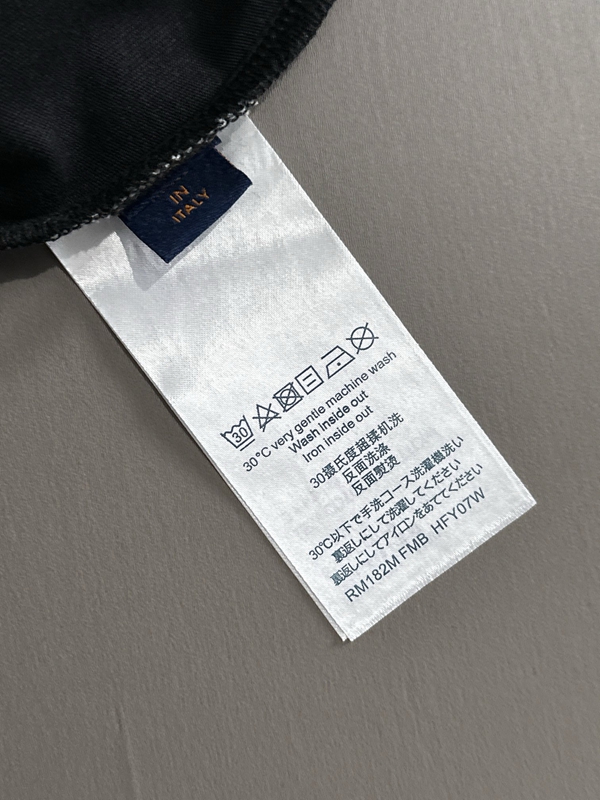 IN
ITALY
30
30°C very gentle machine wash
Wash inside out
Iron inside out
30摄氏度超揉机洗
反面洗涤
反面熨烫
30℃以下で手洗コース洗濯機洗い
裏返しにして洗濯してください
裏返しにしてアイロンをあててください
RM182M FMB HFY07W